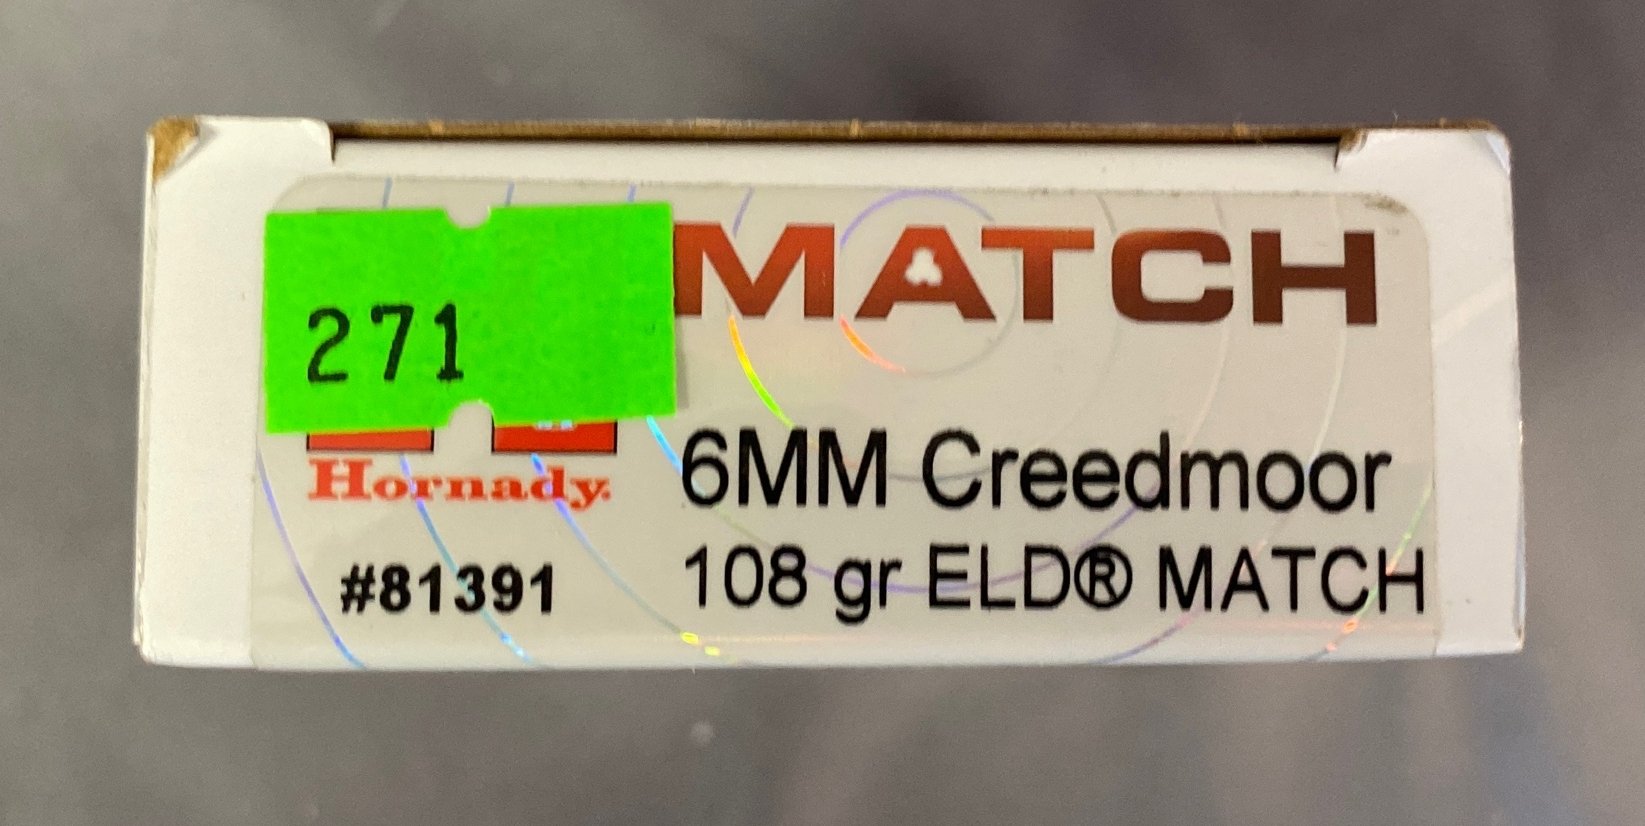 271
MATCH
Hornady.
6MM Creedmoor
#81391
108 gr ELD® MATCH